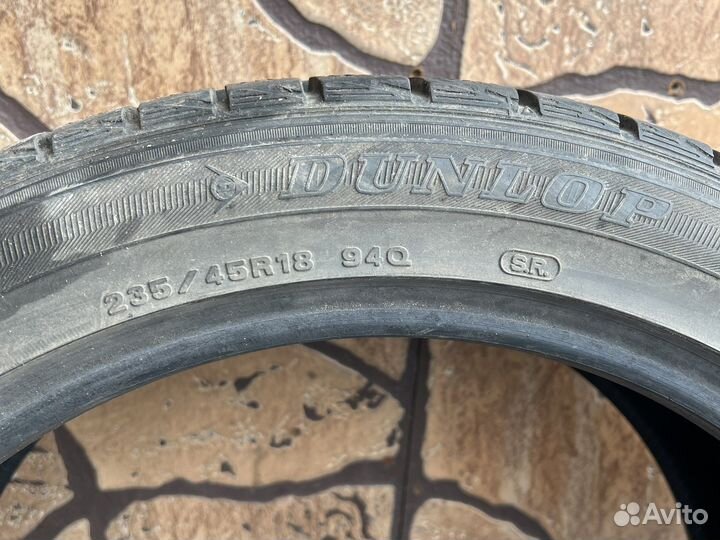 DUNLOP
235/45R18 94Q S.R.
Avito